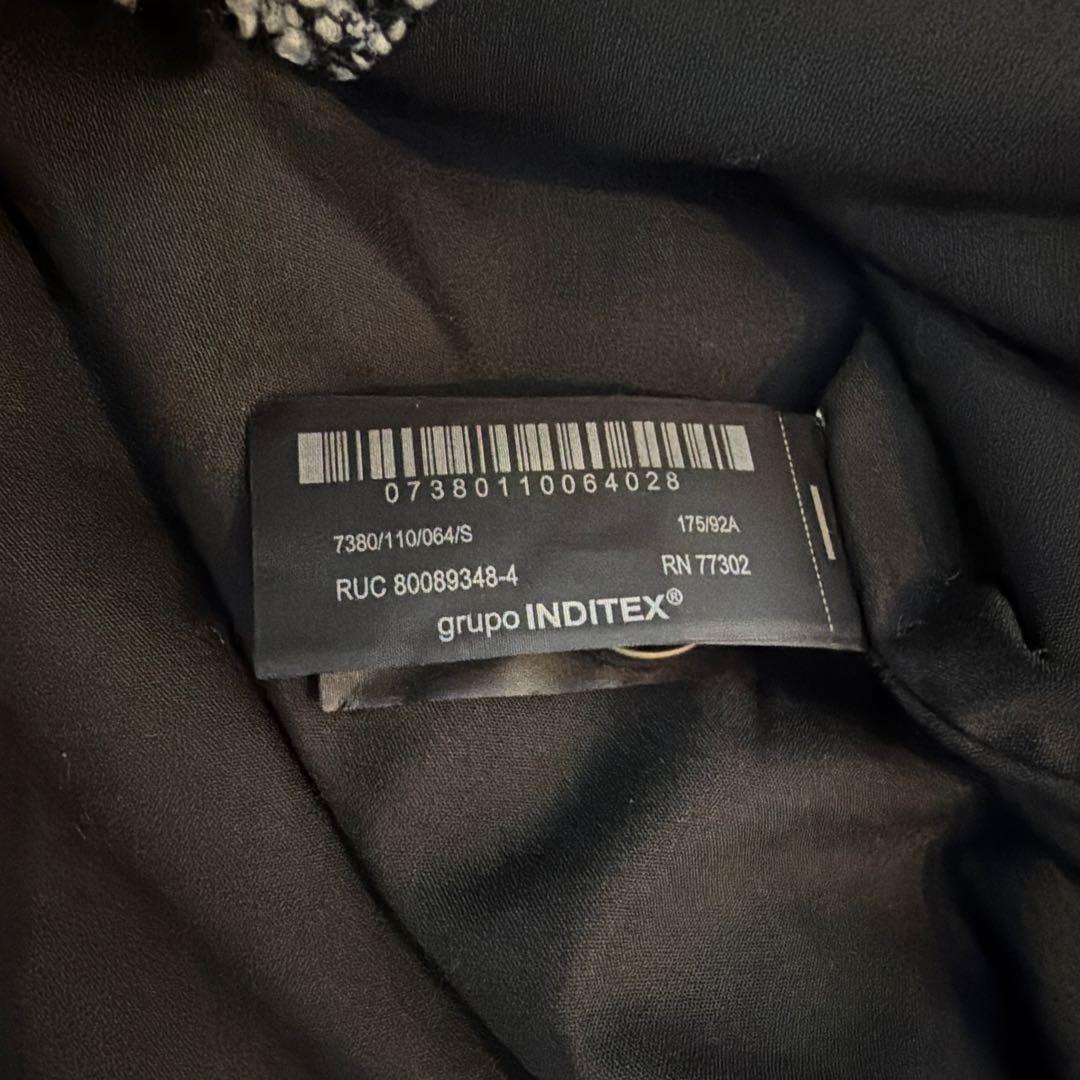 07380110064028
7380/110/064/S 175/92A
RUC 80089348-4 RN 77302
grupo INDITEX®